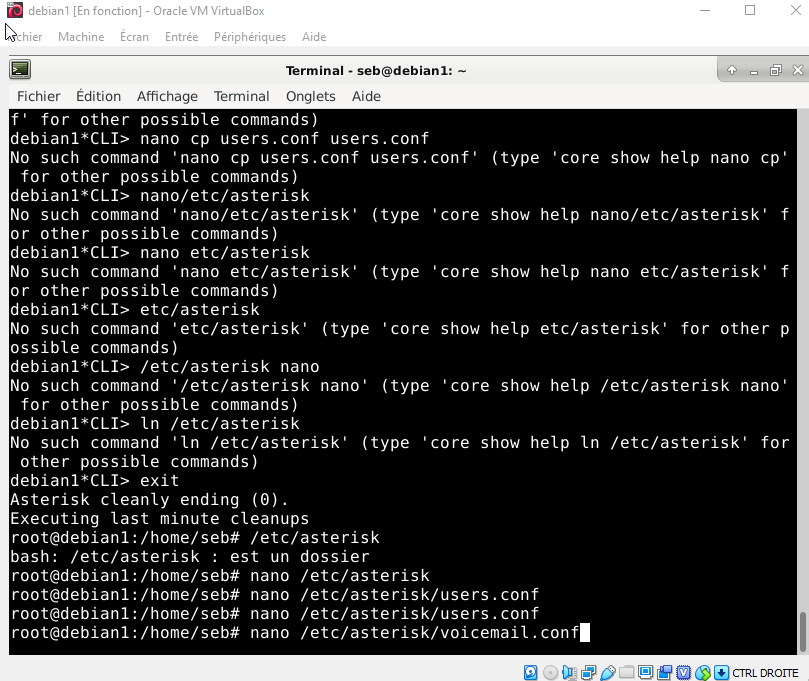 debian1 [En fonction] - Oracle VM VirtualBox
chier Machine Écran Entrée Périphériques Aide
Terminal - seb@debian1: ~
Fichier Édition Affichage Terminal Onglets Aide
f' for other possible commands)
debian1*CLI> nano cp users.conf users.conf
No such command 'nano cp users.conf users.conf' (type 'core show help nano cp'
 for other possible commands)
debian1*CLI> nano/etc/asterisk
No such command 'nano/etc/asterisk' (type 'core show help nano/etc/asterisk' f
or other possible commands)
debian1*CLI> nano etc/asterisk
No such command 'nano etc/asterisk' (type 'core show help nano etc/asterisk' f
or other possible commands)
debian1*CLI> etc/asterisk
No such command 'etc/asterisk' (type 'core show help etc/asterisk' for other p
ossible commands)
debian1*CLI> /etc/asterisk nano
No such command '/etc/asterisk nano' (type 'core show help /etc/asterisk nano'
 for other possible commands)
debian1*CLI> ln /etc/asterisk
No such command 'ln /etc/asterisk' (type 'core show help ln /etc/asterisk' for
 other possible commands)
debian1*CLI> exit
Asterisk cleanly ending (0).
Executing last minute cleanups
root@debian1:/home/seb# /etc/asterisk
bash: /etc/asterisk : est un dossier
root@debian1:/home/seb# nano /etc/asterisk
root@debian1:/home/seb# nano /etc/asterisk/users.conf
root@debian1:/home/seb# nano /etc/asterisk/users.conf
root@debian1:/home/seb# nano /etc/asterisk/voicemail.conf
CTRL DROITE